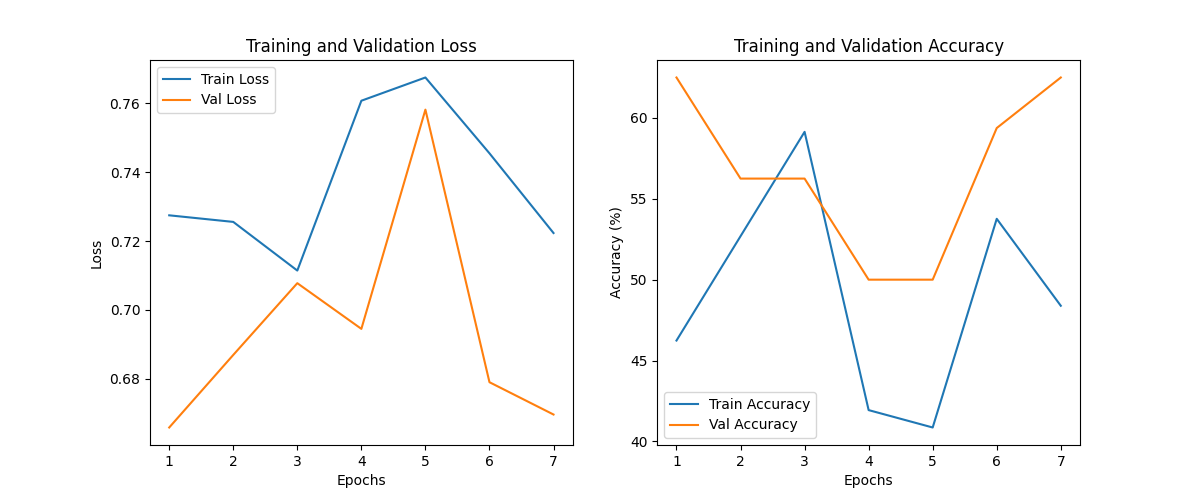 Training and Validation Loss
Train Loss
Val Loss
0.76
0.74
0.72
0.70
0.68
Loss
1 2 3 4 5 6 7
Epochs
Training and Validation Accuracy
60
55
50
45
40
Accuracy (%)
Train Accuracy
Val Accuracy
1 2 3 4 5 6 7
Epochs